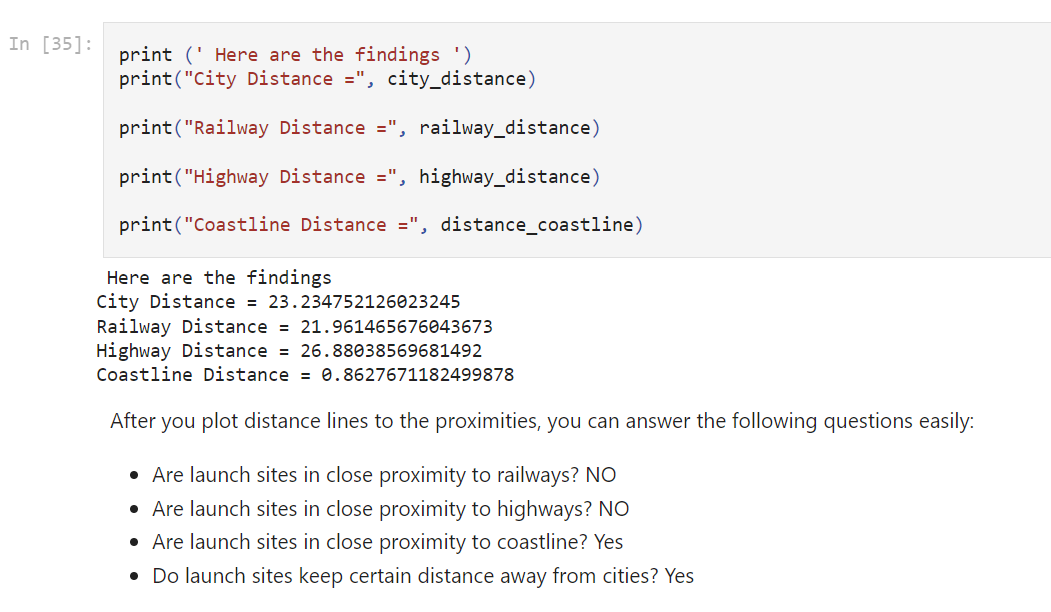 In [35]:
print (' Here are the findings ')
print("City Distance =", city_distance)
print("Railway Distance =", railway_distance)
print("Highway Distance =", highway_distance)
print("Coastline Distance =", distance_coastline)
Here are the findings
City Distance = 23.234752126023245
Railway Distance = 21.961465676043673
Highway Distance = 26.88038569681492
Coastline Distance = 0.8627671182499878
After you plot distance lines to the proximities, you can answer the following questions easily:
• Are launch sites in close proximity to railways? NO
• Are launch sites in close proximity to highways? NO
• Are launch sites in close proximity to coastline? Yes
• Do launch sites keep certain distance away from cities? Yes